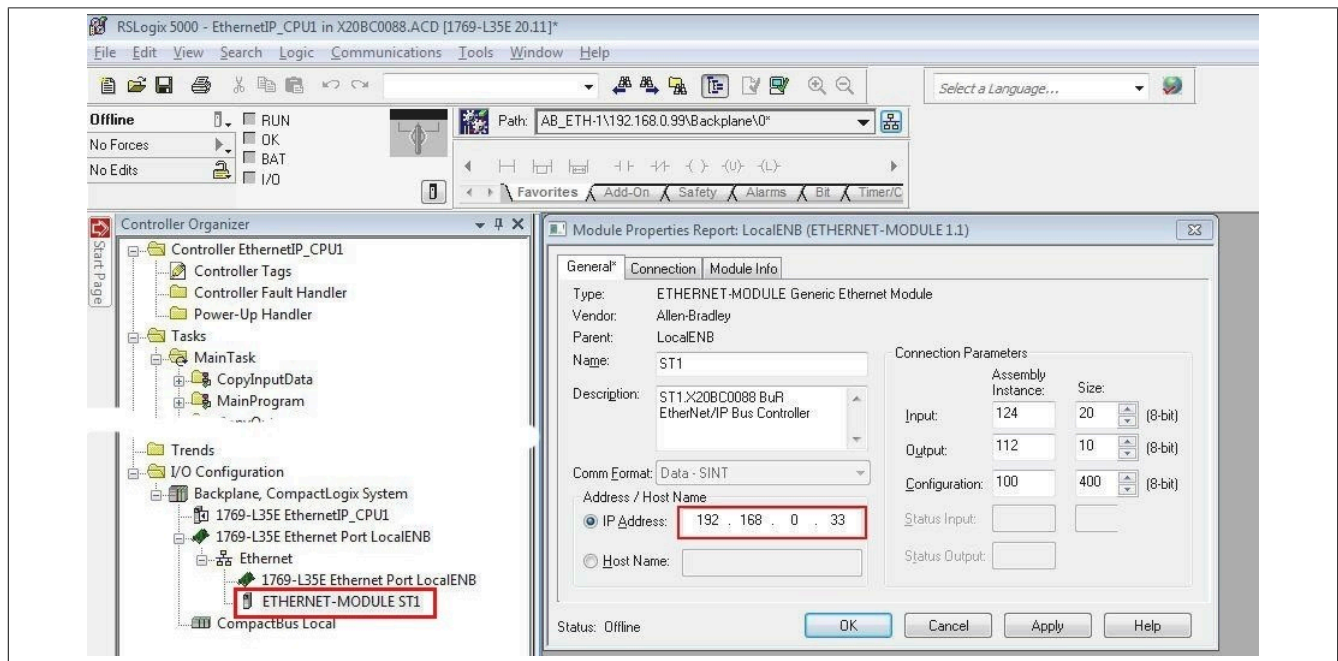 RSLogix 5000 - EthernetIP_CPU1 in X20BC0088.ACD [1769-L35E 20.11]*
File Edit View Search Logic Communications Tools Window Help
Select a Language...
Offline
RUN
No Forces
OK
No Edits
BAT
I/O
Path: AB_ETH-1\192.168.0.99\Backplane\0*
Favorites Add-On Safety Alarms Bit Timer/C
Start Page
Controller Organizer
Controller EthernetIP_CPU1
Controller Tags
Controller Fault Handler
Power-Up Handler
Tasks
MainTask
CopyInputData
MainProgram
Trends
I/O Configuration
Backplane, CompactLogix System
1769-L35E EthernetIP_CPU1
1769-L35E Ethernet Port LocalENB
Ethernet
1769-L35E Ethernet Port LocalENB
ETHERNET-MODULE ST1
CompactBus Local
Module Properties Report: LocalENB (ETHERNET-MODULE 1.1)
General* Connection Module Info
Type: ETHERNET-MODULE Generic Ethernet Module
Vendor: Allen-Bradley
Parent: LocalENB
Name: ST1
Description: ST1.X20BC0088 BuR
EtherNet/IP Bus Controller
Comm Format: Data - SINT
Address / Host Name
IP Address: 192 . 168 . 0 . 33
Host Name:
Connection Parameters
Assembly
Instance: Size:
Input: 124 20 (8-bit)
Output: 112 10 (8-bit)
Configuration: 100 400 (8-bit)
Status Input:
Status Output:
Status: Offline
OK Cancel Apply Help